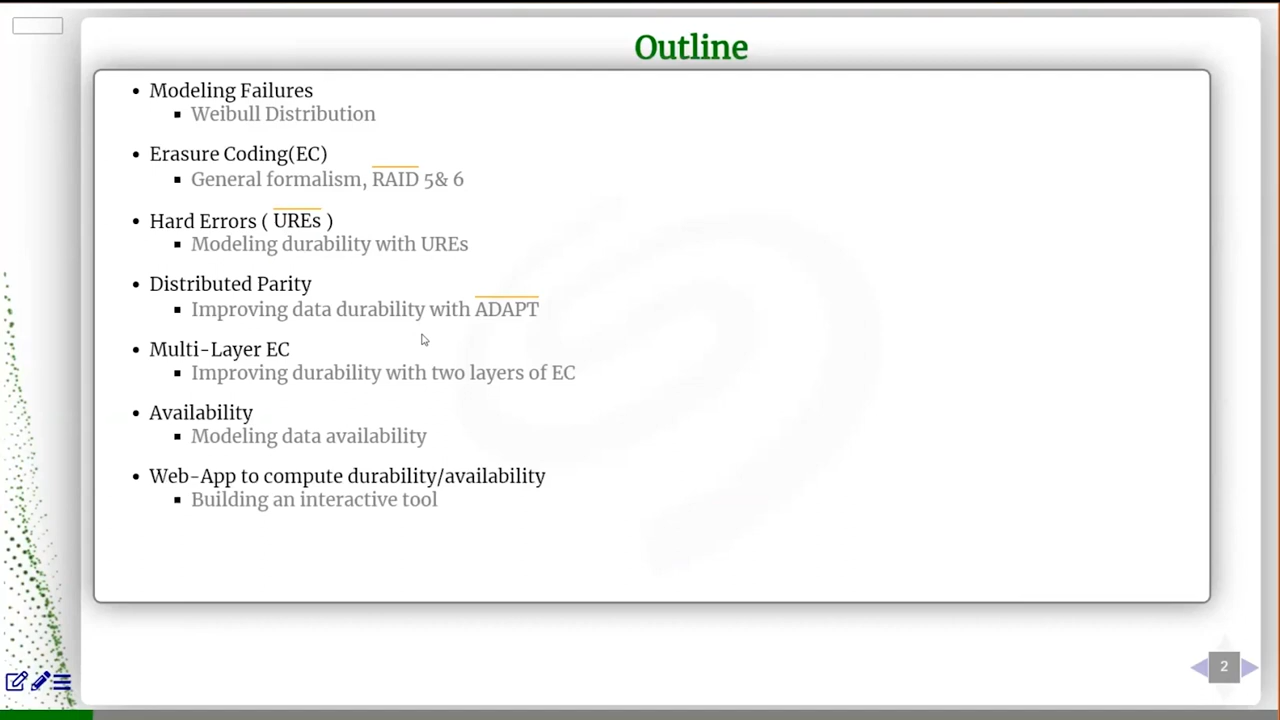 Outline
• Modeling Failures
▪ Weibull Distribution
• Erasure Coding(EC)
▪ General formalism, RAID 5& 6
• Hard Errors ( UREs )
▪ Modeling durability with UREs
• Distributed Parity
▪ Improving data durability with ADAPT
• Multi-Layer EC
▪ Improving durability with two layers of EC
• Availability
▪ Modeling data availability
• Web-App to compute durability/availability
▪ Building an interactive tool
2